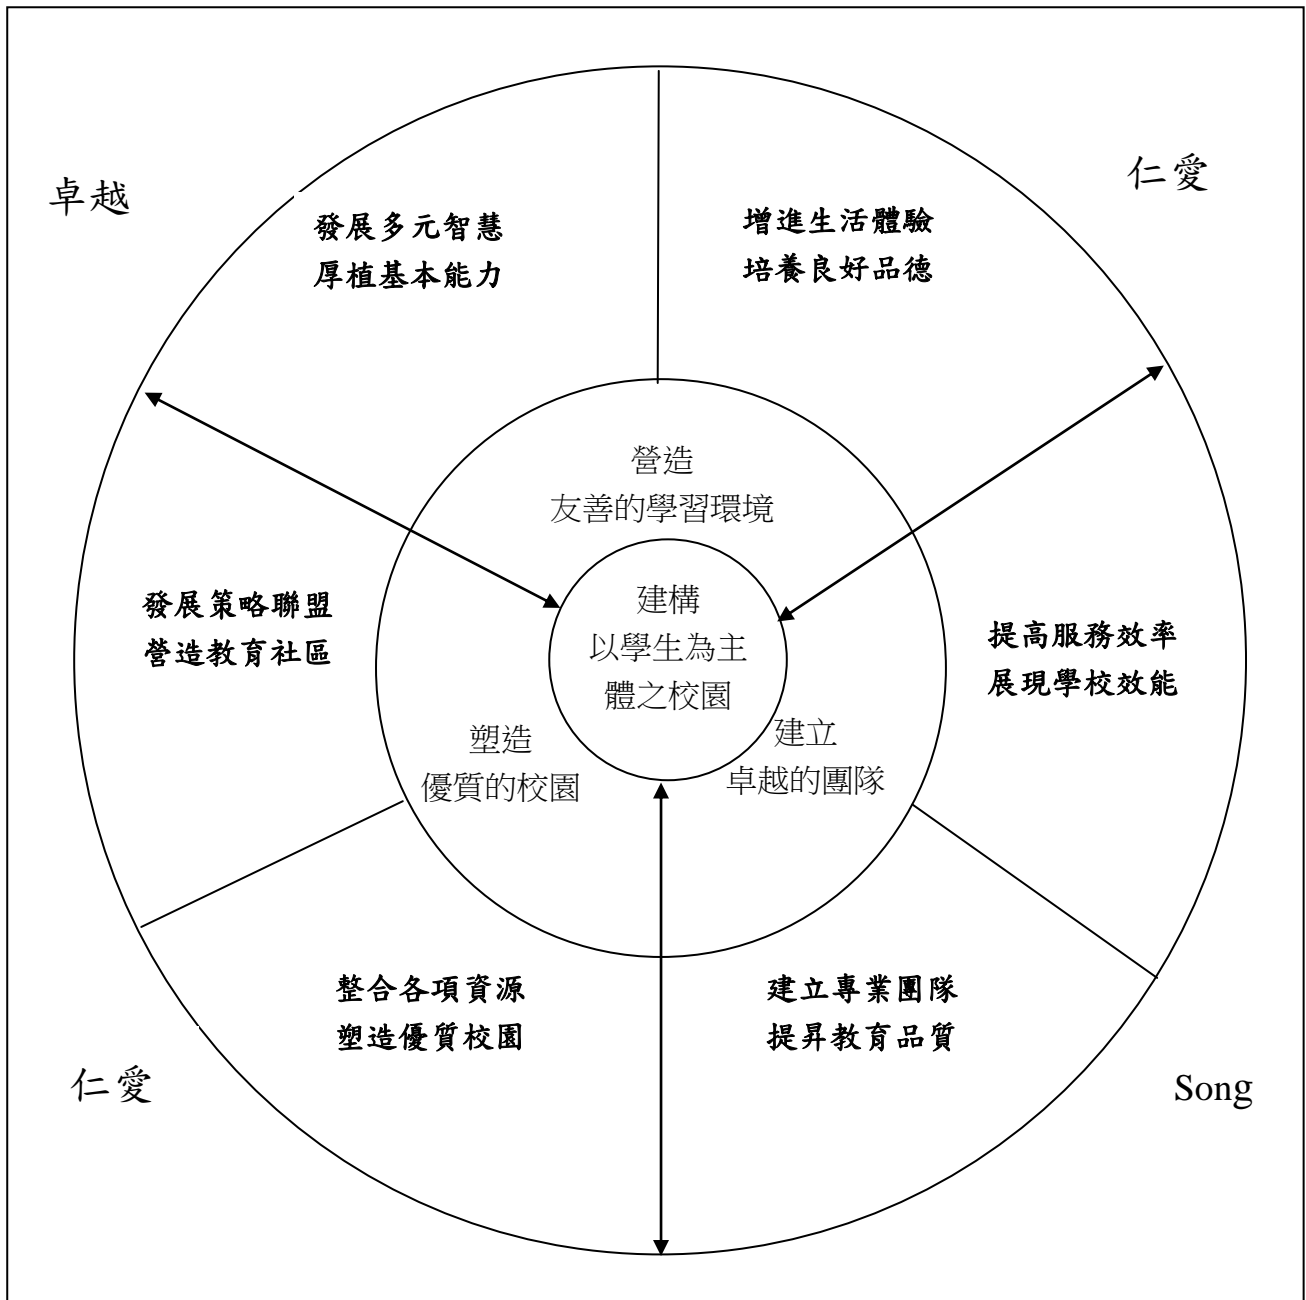 卓越
仁愛
發展多元智慧
厚植基本能力
增進生活體驗
培養良好品德
營造
友善的學習環境
發展策略聯盟
營造教育社區
建構
以學生為主
體之校園
提高服務效率
展現學校效能
塑造
優質的校園
建立
卓越的團隊
整合各項資源
塑造優質校園
建立專業團隊
提昇教育品質
仁愛
Song